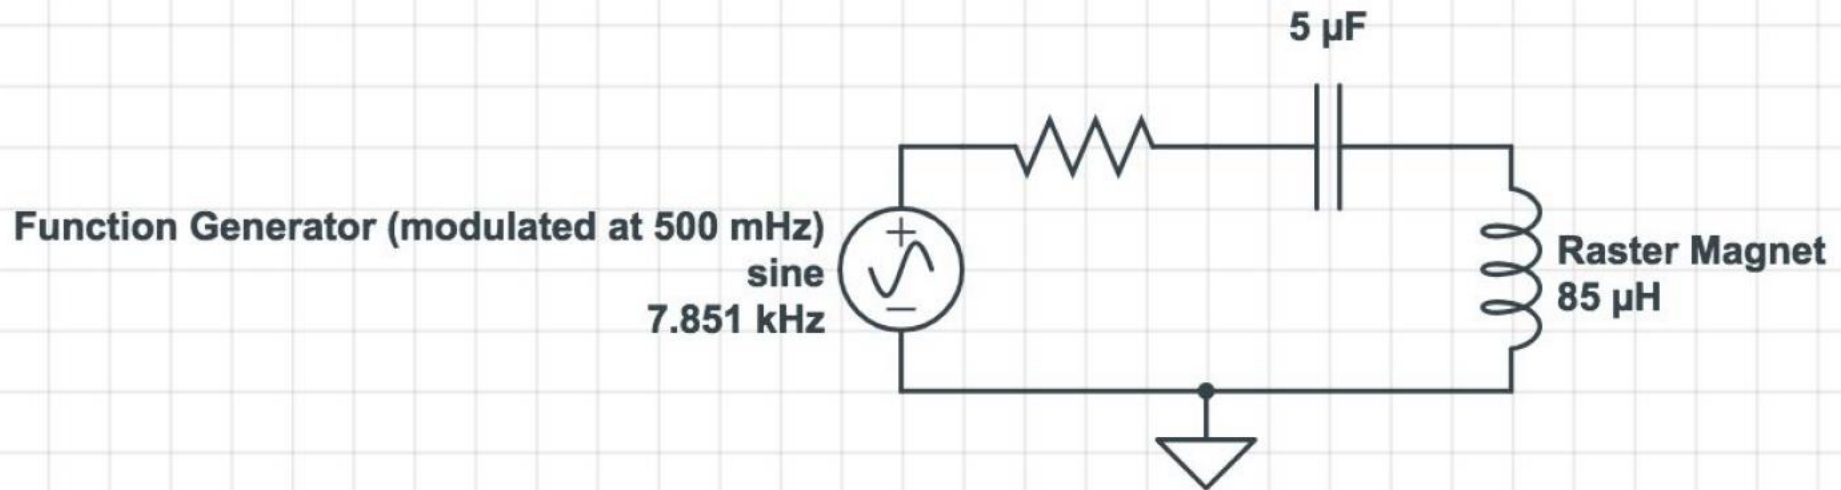 5 µF
Function Generator (modulated at 500 mHz)
sine
7.851 kHz
Raster Magnet
85 µH